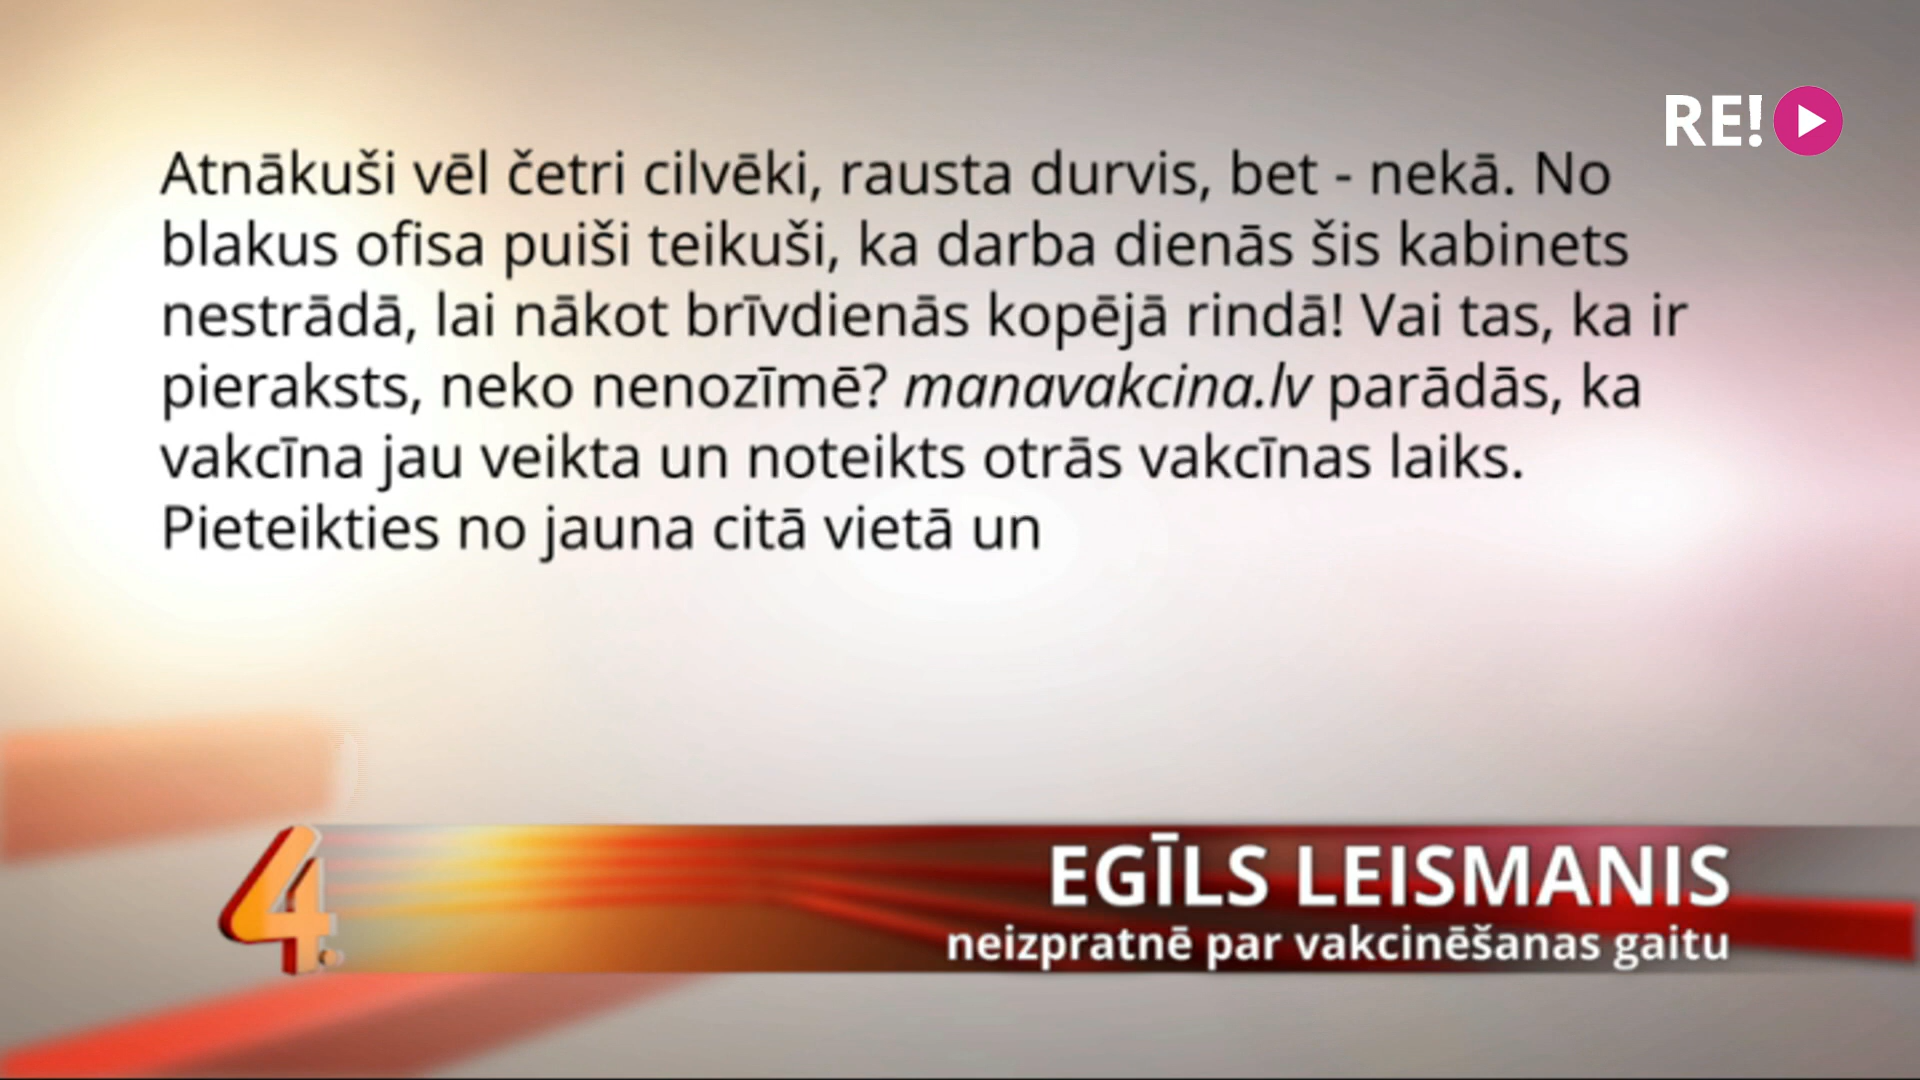 RE!
Atnākuši vēl četri cilvēki, rausta durvis, bet - nekā. No
blakus ofisa puiši teikuši, ka darba dienās šis kabinets
nestrādā, lai nākot brīvdienās kopējā rindā! Vai tas, ka ir
pieraksts, neko nenozīmē? manavakcina.lv parādās, ka
vakcīna jau veikta un noteikts otrās vakcīnas laiks.
Pieteikties no jauna citā vietā un
4.
EGĪLS LEISMANIS
neizpratnē par vakcinēšanas gaitu